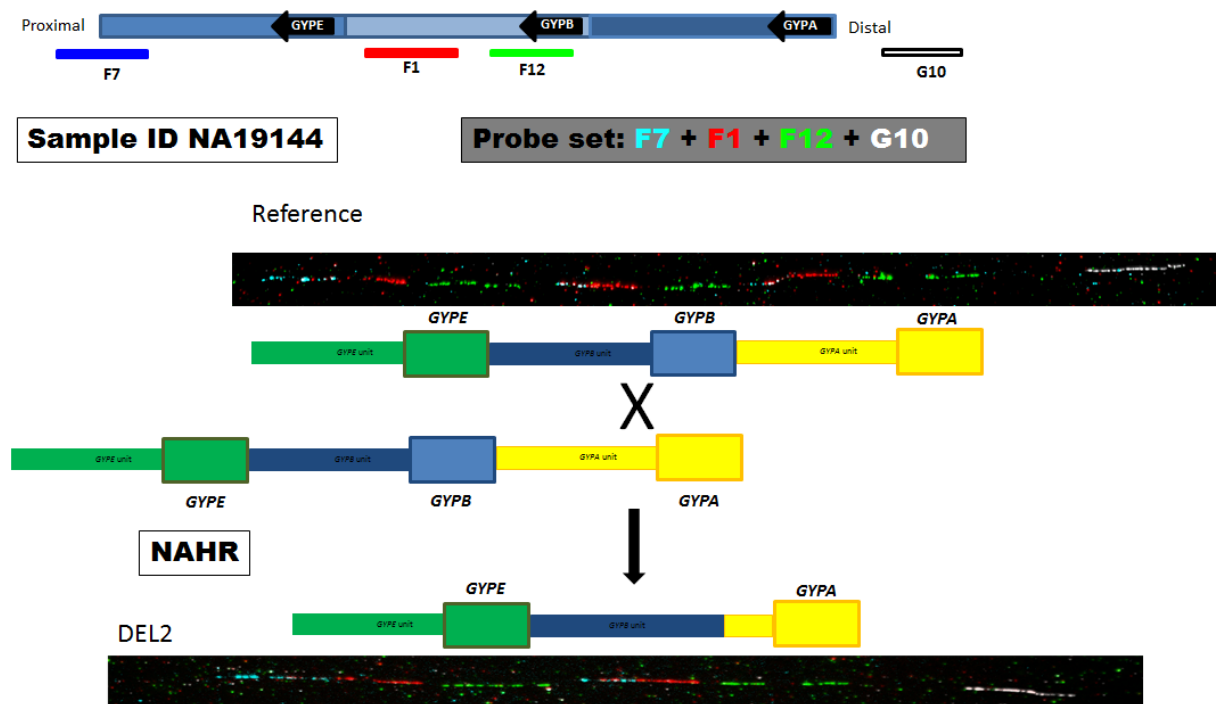 Proximal
GYPE
GYPB
GYPA
Distal
F7
F1
F12
G10
Sample ID NA19144
Probe set: F7 + F1 + F12 + G10
Reference
GYPE
GYPB
GYPA
GYPE unit
GYPB unit
GYPA unit
X
GYPE unit
GYPB unit
GYPA unit
GYPE
GYPB
GYPA
NAHR
GYPE
GYPA
GYPE unit
GYPB unit
DEL2